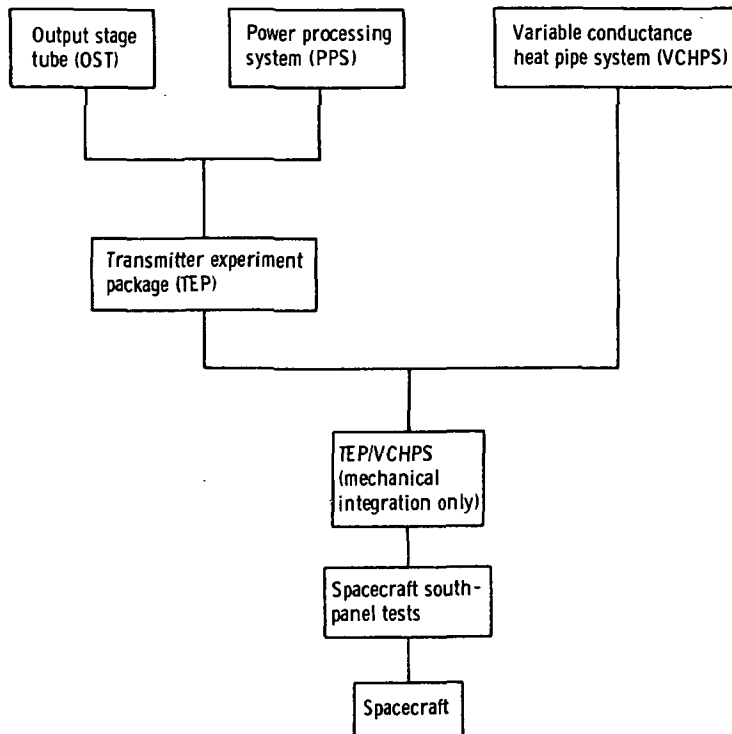 Output stage
tube (OST)
Power processing
system (PPS)
Variable conductance
heat pipe system (VCHPS)
Transmitter experiment
package (TEP)
TEP/VCHPS
(mechanical
integration only)
Spacecraft south-
panel tests
Spacecraft